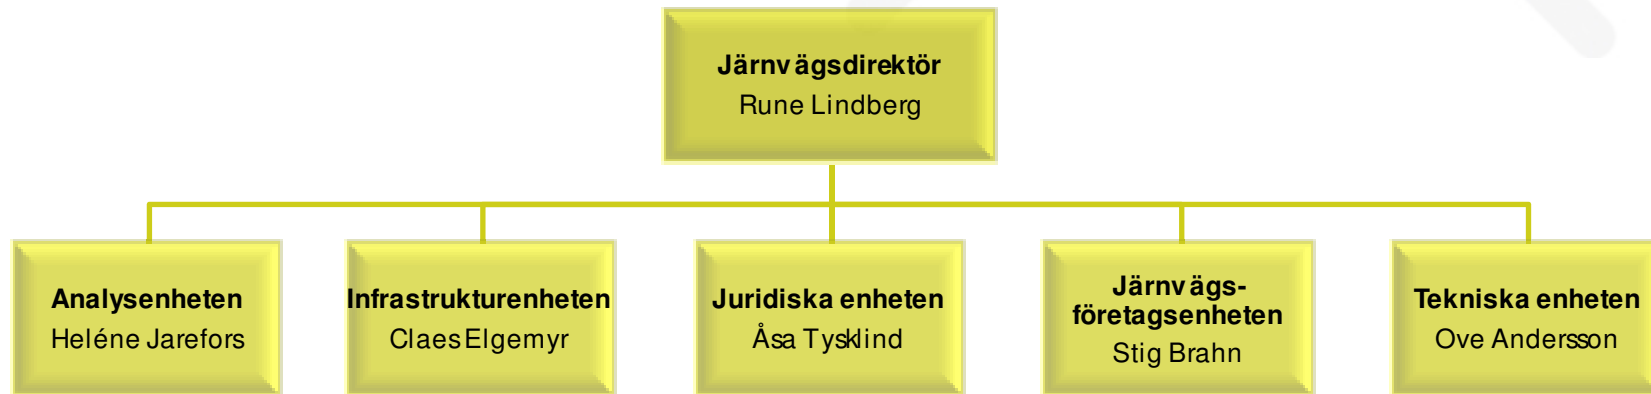 Järnvägsdirektör
Rune Lindberg
Analysenheten
Heléne Jarefors
Infrastrukturenheten
Claes Elgemyr
Juridiska enheten
Åsa Tysklind
Järnvägs-
företagsenheten
Stig Brahn
Tekniska enheten
Ove Andersson